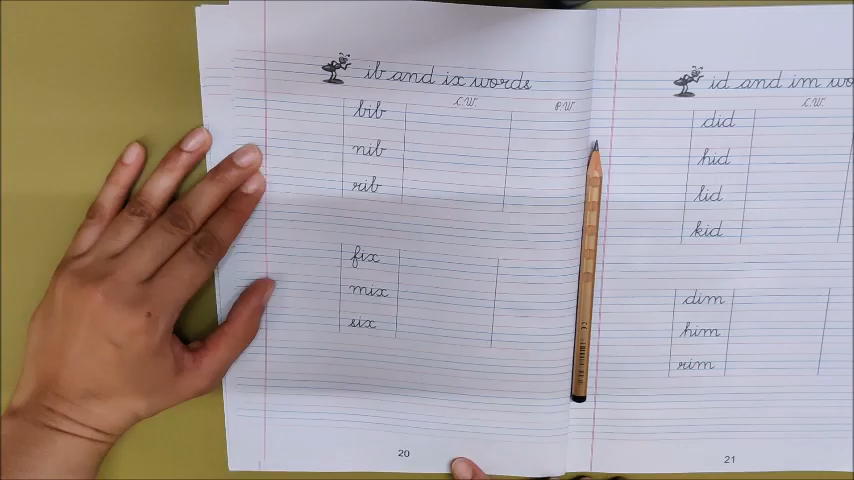 ib and ix words
C.W. P.W.
bib
nib
rib
fix
mix
six
20
id and im wo
C.W.
did
hid
lid
kid
dim
him
rim
21